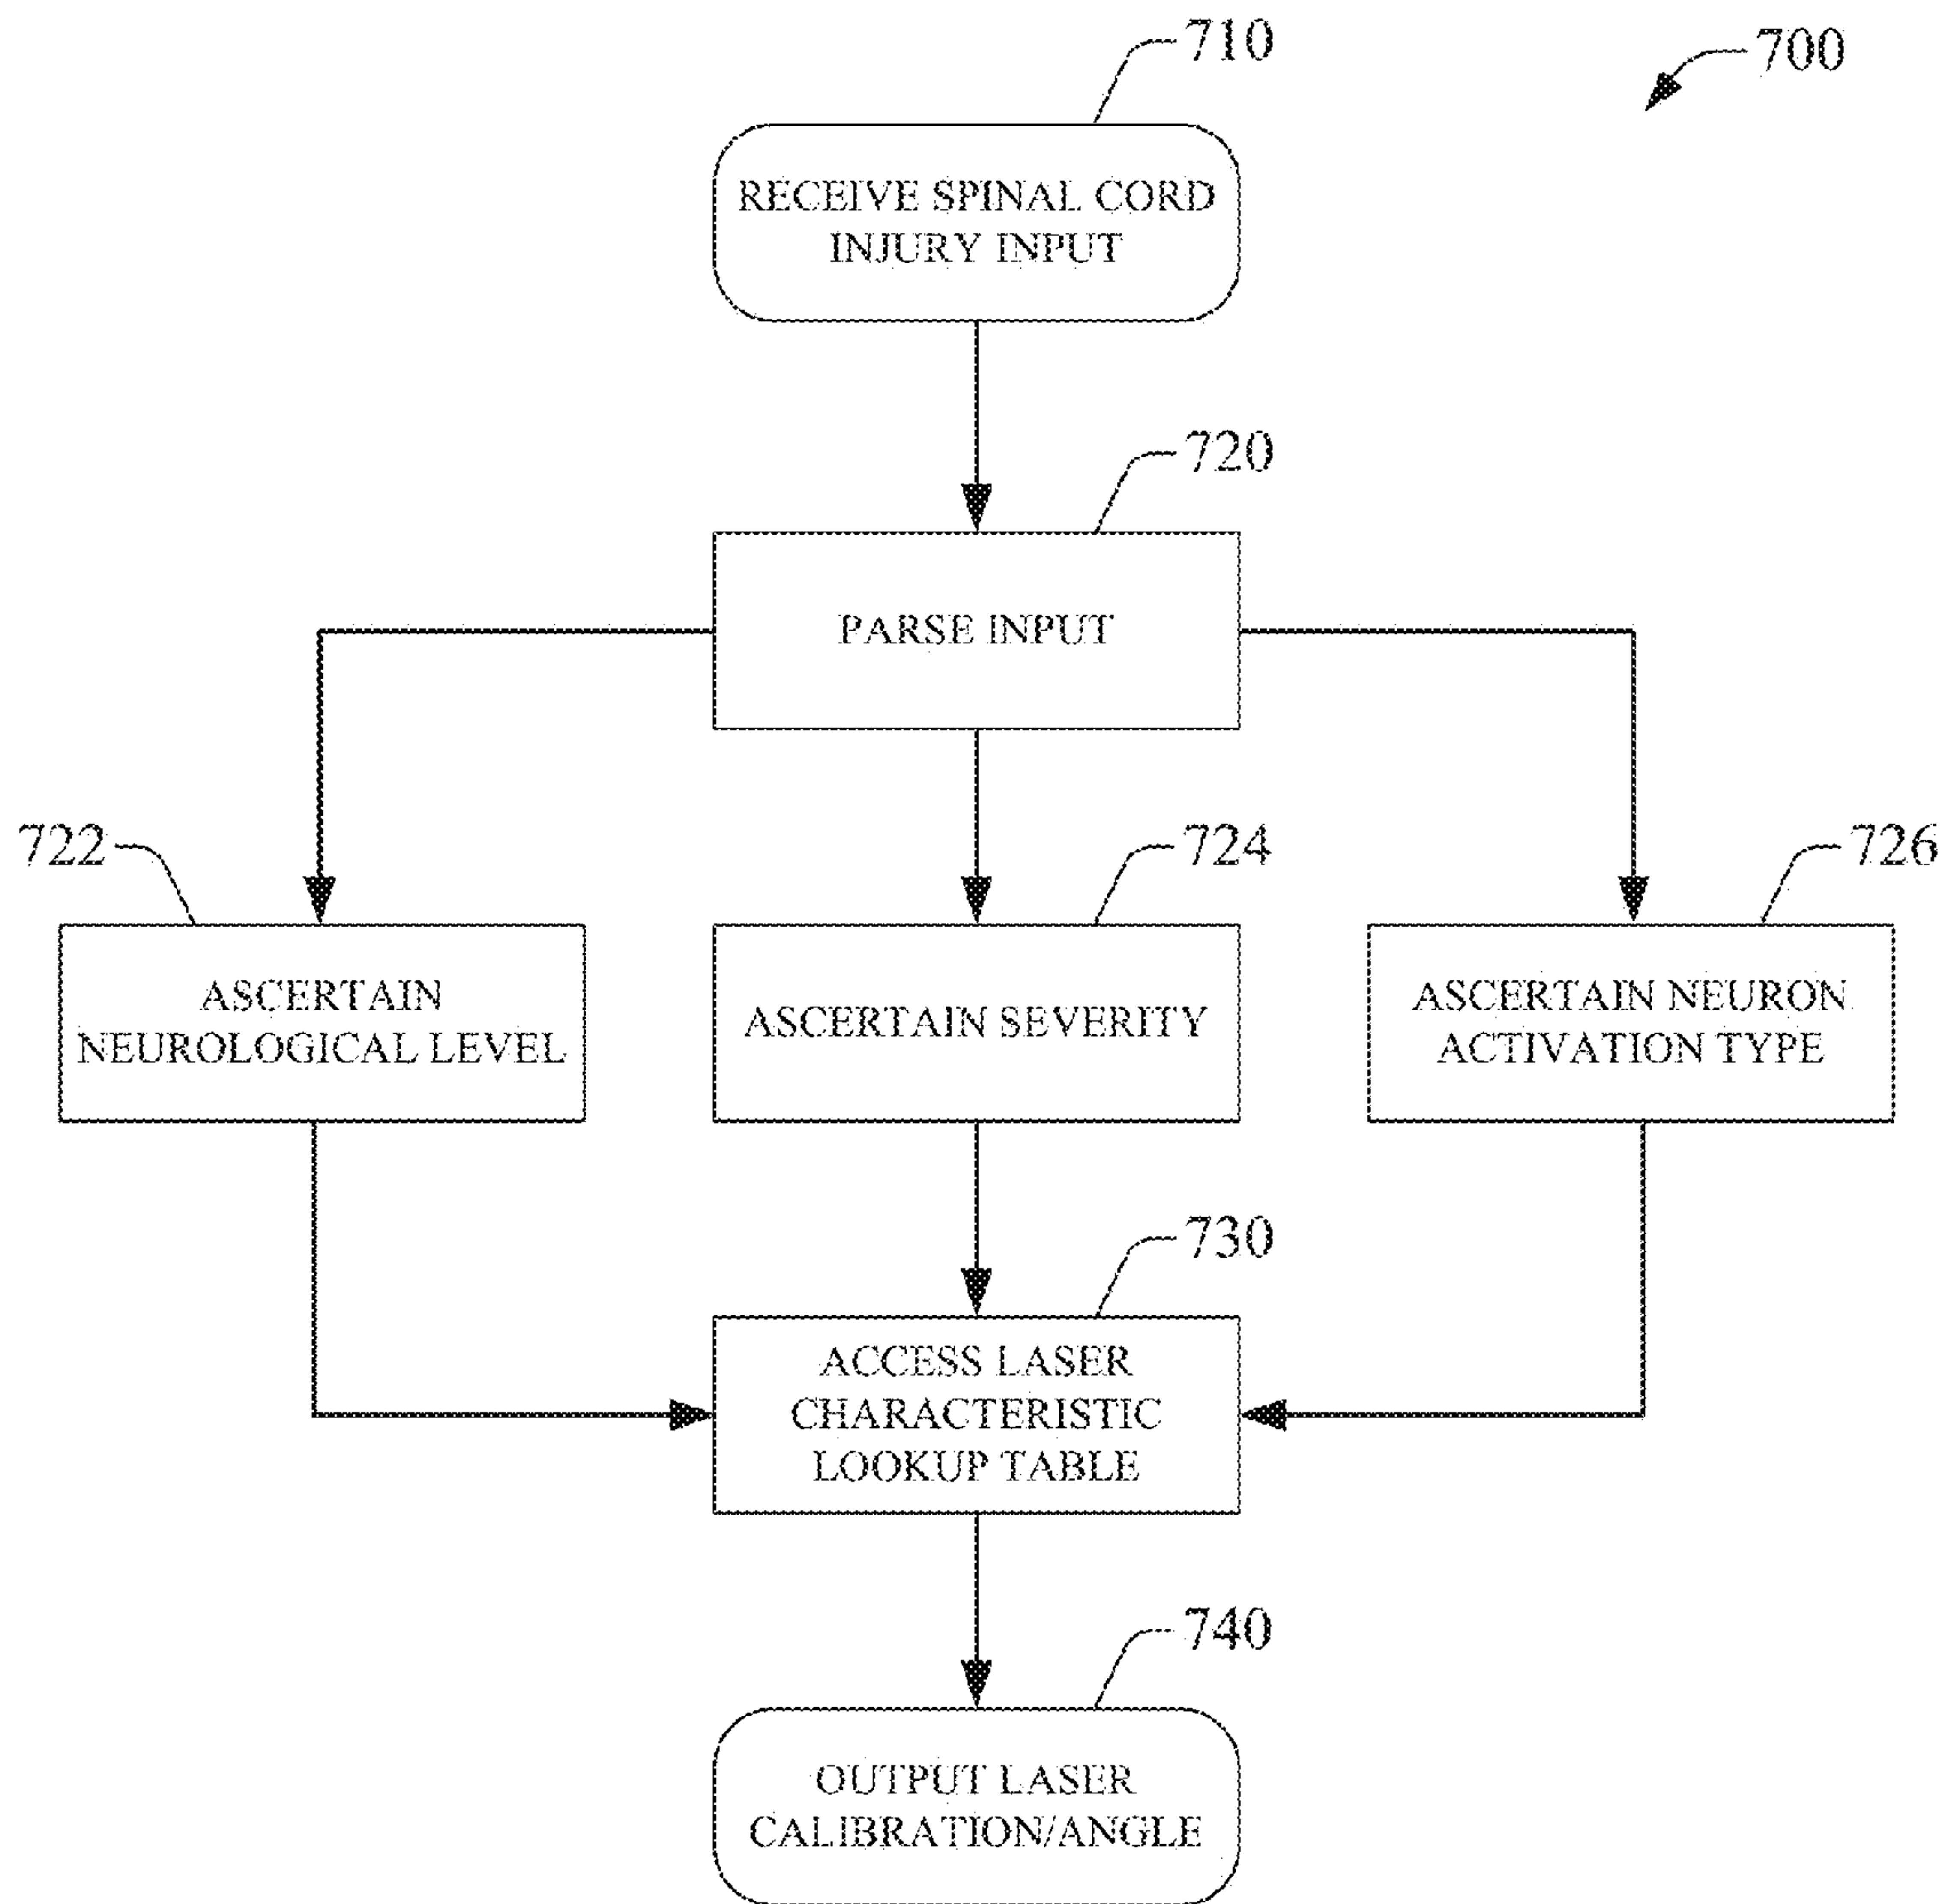 710
700
RECEIVE SPINAL CORD
INJURY INPUT
720
PARSE INPUT
722
724
726
ASCERTAIN
NEUROLOGICAL LEVEL
ASCERTAIN SEVERITY
ASCERTAIN NEURON
ACTIVATION TYPE
730
ACCESS LASER
CHARACTERISTIC
LOOKUP TABLE
740
OUTPUT LASER
CALIBRATION/ANGLE